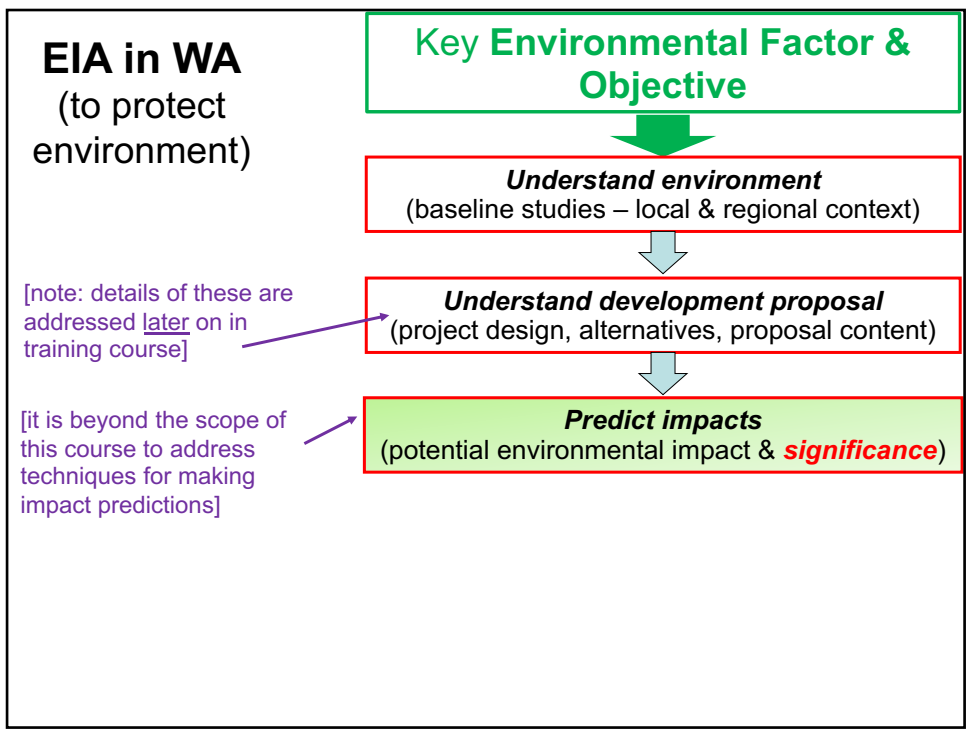 EIA in WA
(to protect
environment)
Key Environmental Factor &
Objective
Understand environment
(baseline studies – local & regional context)
[note: details of these are
addressed later on in
training course]
Understand development proposal
(project design, alternatives, proposal content)
[it is beyond the scope of
this course to address
techniques for making
impact predictions]
Predict impacts
(potential environmental impact & significance)